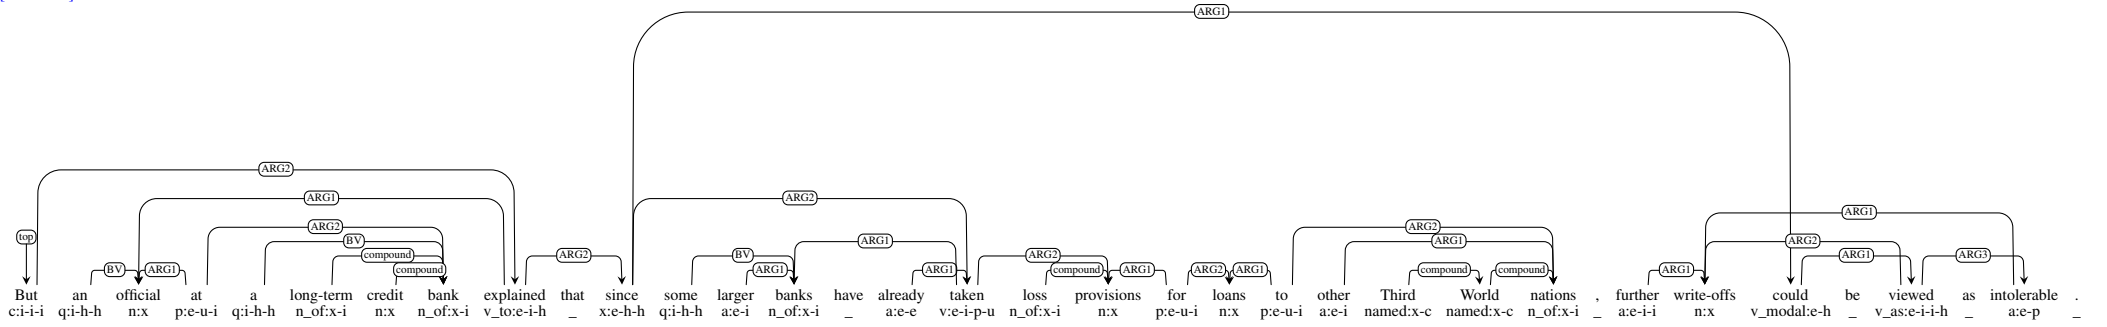 ARG1
ARG2 
ARG1 ARG2
ARG2 ARG2 ARG1
top BV ARG1 ARG1 ARG2
compound ARG2 BV ARG2 ARG1 ARG3
BV ARG1 compound ARG1 ARG1 compound ARG1 ARG2 ARG1 compound compound ARG1
But an official at a long-term credit bank explained that since some larger banks have already taken loss provisions for loans to other Third World nations , further write-offs could be viewed as intolerable .
c:i-i-i q:i-h-h n:x p:e-u-i q:i-h-h n_of:x-i n:x n_of:x-i v_to:e-i-h _ x:e-h-h q:i-h-h a:e-i n_of:x-i _ a:e-e v:e-i-p-u n_of:x-i n:x p:e-u-i n:x p:e-u-i a:e-i named:x-c named:x-c n_of:x-i _ a:e-i-i n:x v_modal:e-h _ v_as:e-i-i-h _ a:e-p _